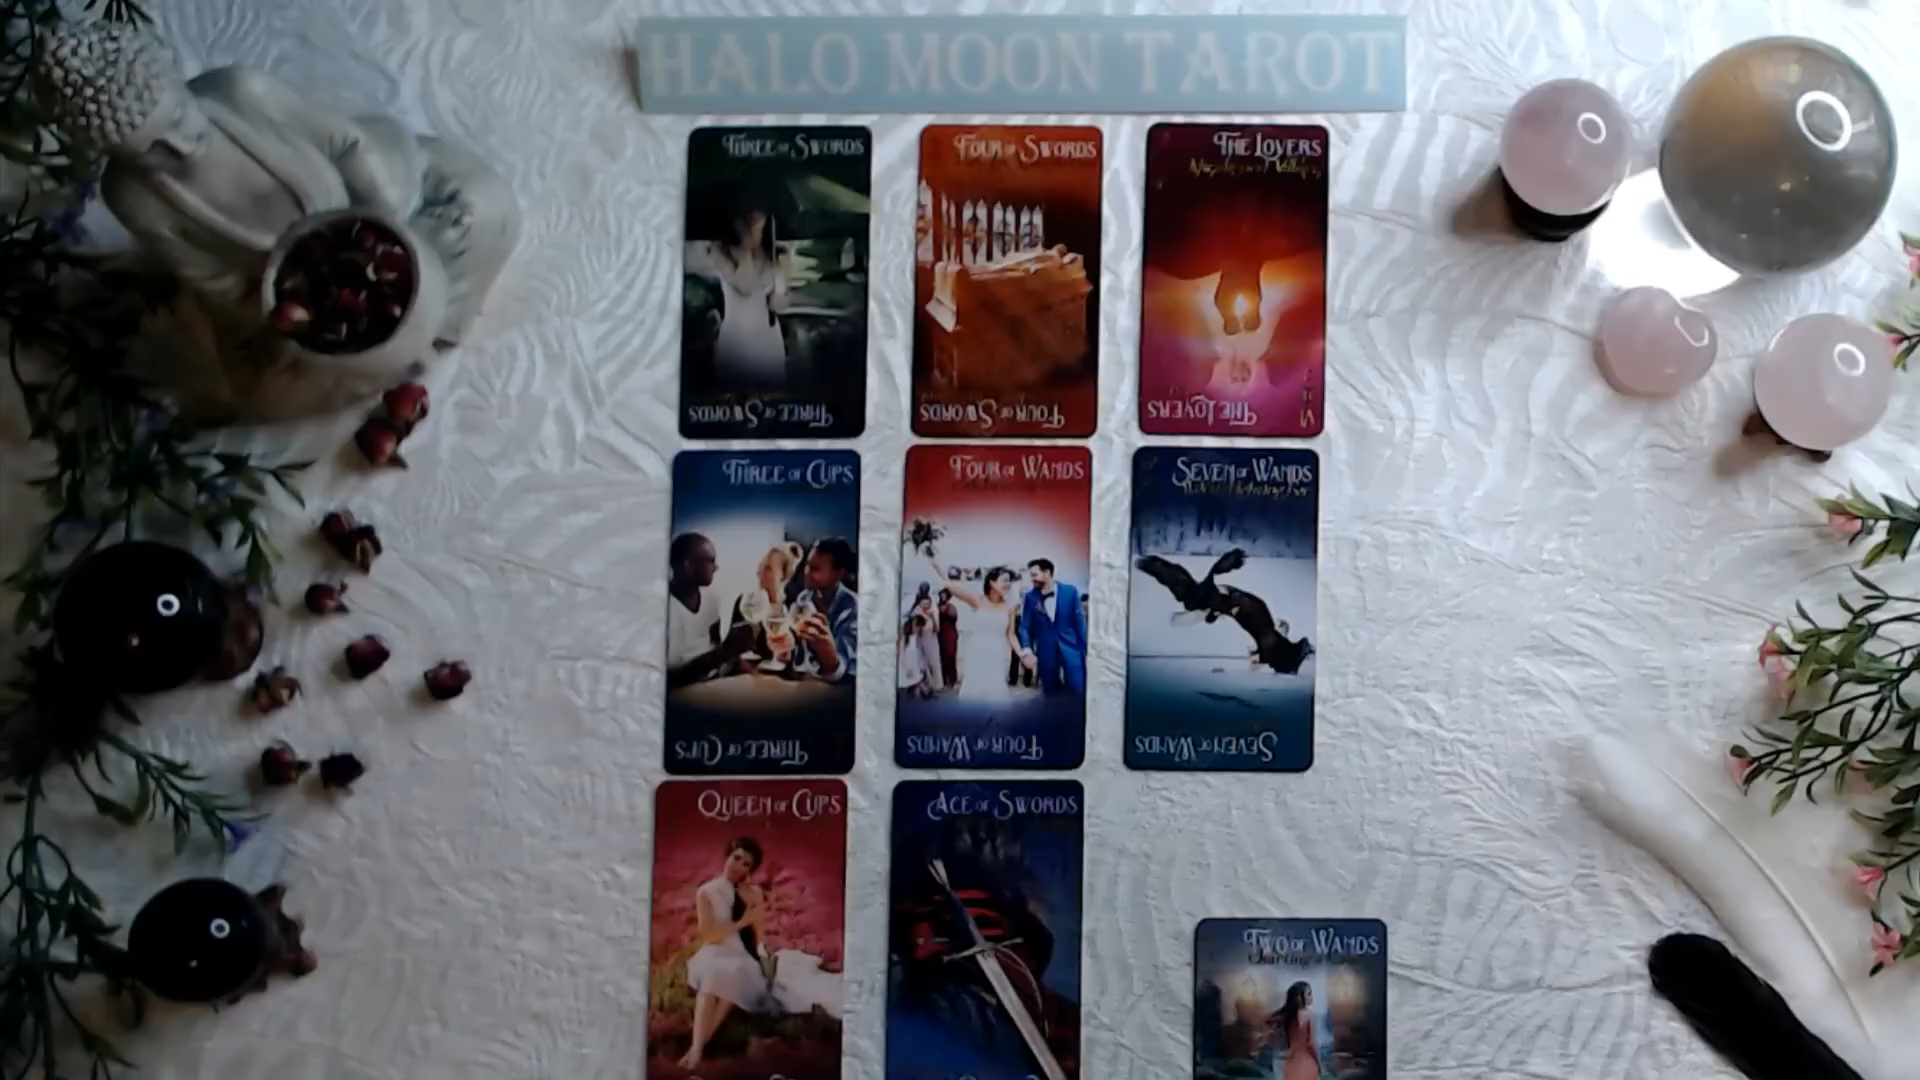 HALO MOON TAROT
THREE OF SWORDS
FOUR OF SWORDS
THE LOVERS
THREE OF SWORDS
FOUR OF SWORDS
THE LOVERS
VI
THREE OF CUPS
FOUR OF WANDS
SEVEN OF WANDS
THREE OF CUPS
FOUR OF WANDS
SEVEN OF WANDS
QUEEN OF CUPS
ACE OF SWORDS
TWO OF WANDS